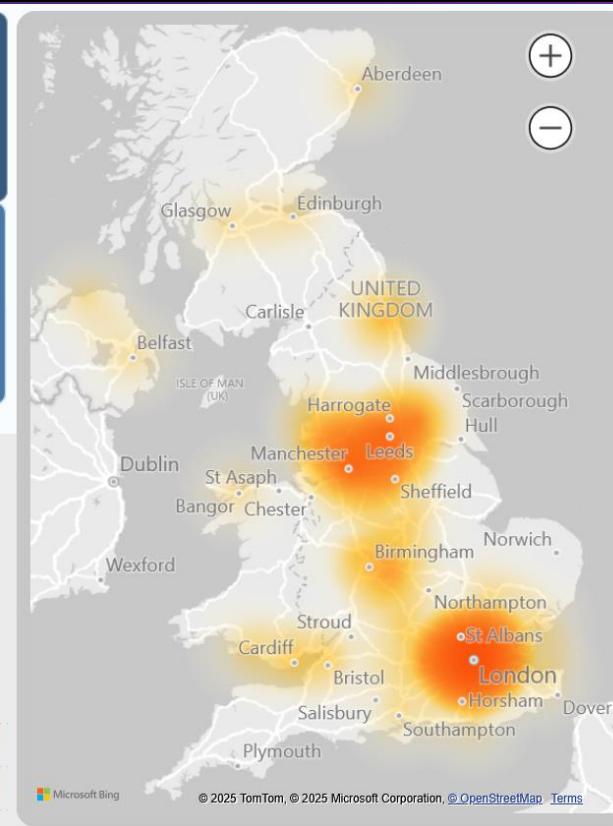 Aberdeen
Glasgow
Edinburgh
UNITED
KINGDOM
Carlisle
Belfast
ISLE OF MAN
(UK)
Middlesbrough
Harrogate
Scarborough
Hull
Manchester
Leeds
Dublin
St Asaph
Sheffield
Bangor
Chester
Norwich
Birmingham
Wexford
Northampton
Stroud
St Albans
Cardiff
London
Bristol
Horsham
Dover
Salisbury
Southampton
Plymouth
Microsoft Bing
© 2025 TomTom, © 2025 Microsoft Corporation, © OpenStreetMap Terms